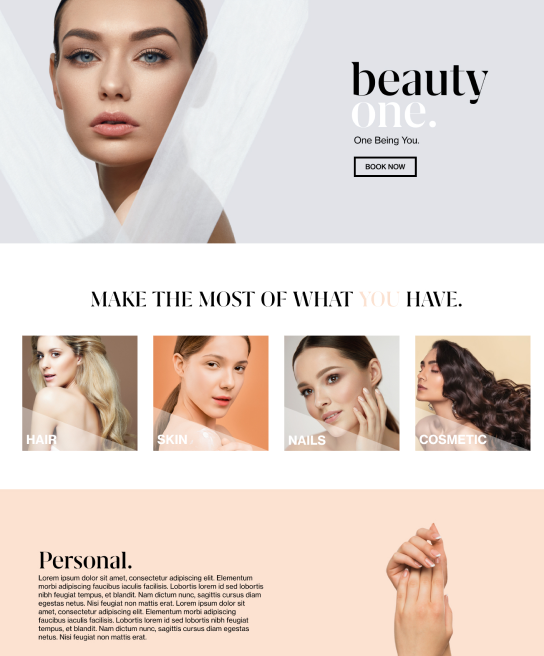 beauty
one.
One Being You.
BOOK NOW
MAKE THE MOST OF WHAT YOU HAVE.
HAIR
SKIN
NAILS
COSMETIC
Personal.
Lorem ipsum dolor sit amet, consectetur adipiscing elit. Elementum
morbi adipiscing faucibus iaculis facilisis. Lobortis lorem id sed lobortis
nibh feugiat tempus, et blandit. Nam dictum nunc, sagittis cursus diam
egestas netus. Nisi feugiat non mattis erat. Lorem ipsum dolor sit
amet, consectetur adipiscing elit. Elementum morbi adipiscing
faucibus iaculis facilisis. Lobortis lorem id sed lobortis nibh feugiat
tempus, et blandit. Nam dictum nunc, sagittis cursus diam egestas
netus. Nisi feugiat non mattis erat.